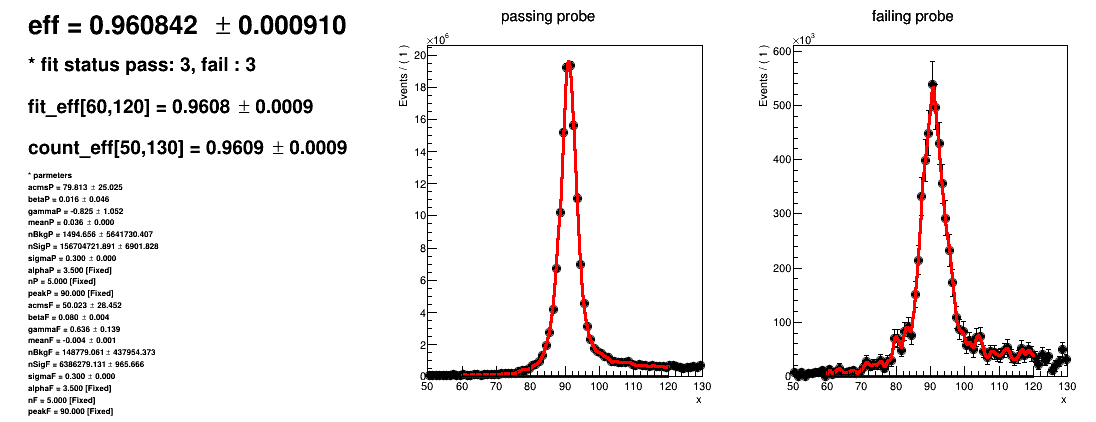 eff = 0.960842 ± 0.000910
* fit status pass: 3, fail : 3
fit_eff[60,120] = 0.9608 ± 0.0009
count_eff[50,130] = 0.9609 ± 0.0009
* parmeters
acmsP = 79.813 ± 25.025
betaP = 0.016 ± 0.046
gammaP = -0.825 ± 1.052
meanP = 0.036 ± 0.000
nBkgP = 1494.656 ± 5641730.407
nSigP = 156704721.891 ± 6901.828
sigmaP = 0.300 ± 0.000
alphaP = 3.500 [Fixed]
nP = 5.000 [Fixed]
peakP = 90.000 [Fixed]
acmsF = 50.023 ± 28.452
betaF = 0.080 ± 0.004
gammaF = 0.636 ± 0.139
meanF = -0.004 ± 0.001
nBkgF = 148779.061 ± 437954.373
nSigF = 6386279.131 ± 965.666
sigmaF = 0.300 ± 0.000
alphaF = 3.500 [Fixed]
nF = 5.000 [Fixed]
peakF = 90.000 [Fixed]
passing probe
×10⁶
Events / ( 1 )
20
18
16
14
12
10
8
6
4
2
0
50 60 70 80 90 100 110 120 130
x
failing probe
×10³
Events / ( 1 )
600
500
400
300
200
100
0
50 60 70 80 90 100 110 120 130
x